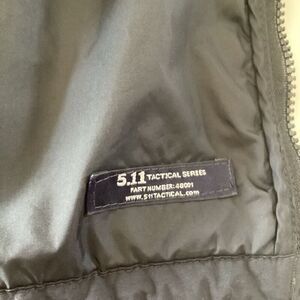 5.11 TACTICAL SERIES
PART NUMBER: 48001
www.511TACTICAL.com